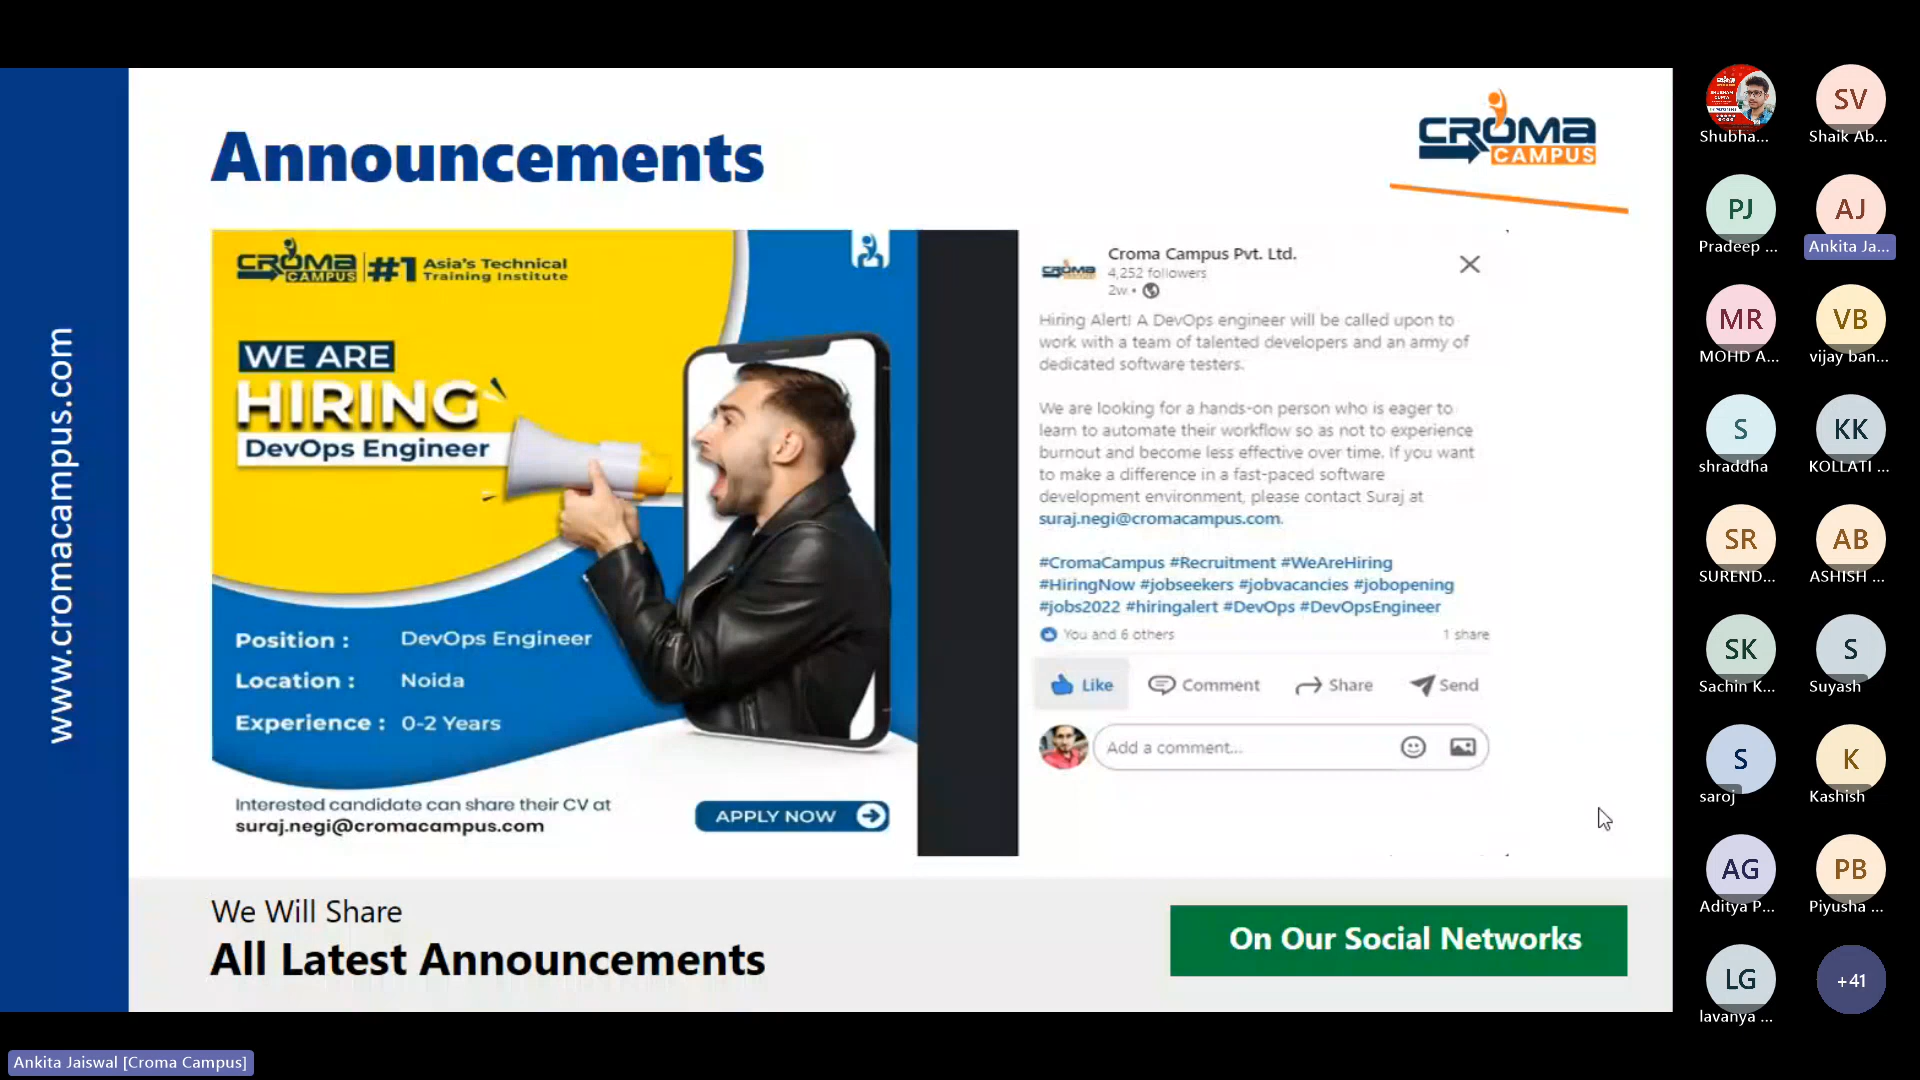 www.cromacampus.com
Announcements
CROMA
CAMPUS
CROMA
CAMPUS
#1 Asia's Technical
Training Institute
WE ARE
HIRING
DevOps Engineer
Position : DevOps Engineer
Location : Noida
Experience : 0-2 Years
Interested candidate can share their CV at
suraj.negi@cromacampus.com
APPLY NOW
Croma Campus Pvt. Ltd.
4,252 followers
2w •
Hiring Alert! A DevOps engineer will be called upon to
work with a team of talented developers and an army of
dedicated software testers.
We are looking for a hands-on person who is eager to
learn to automate their workflow so as not to experience
burnout and become less effective over time. If you want
to make a difference in a fast-paced software
development environment, please contact Suraj at
suraj.negi@cromacampus.com.
#CromaCampus #Recruitment #WeAreHiring
#HiringNow #jobseekers #jobvacancies #jobopening
#jobs2022 #hiringalert #DevOps #DevOpsEngineer
You and 6 others 1 share
Like Comment Share Send
Add a comment...
We Will Share
All Latest Announcements
On Our Social Networks
Shubha...
SV
Shaik Ab...
PJ
Pradeep ...
AJ
Ankita Ja...
MR
MOHD A...
VB
vijay ban...
S
shraddha
KK
KOLLATI ...
SR
SUREND...
AB
ASHISH ...
SK
Sachin K...
S
Suyash
S
saroj
K
Kashish
AG
Aditya P...
PB
Piyusha ...
LG
lavanya ...
+41
Ankita Jaiswal [Croma Campus]